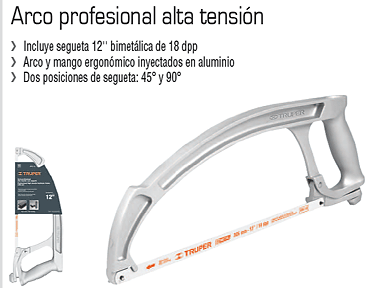 Arco profesional alta tensión
Incluye segueta 12'' bimetálica de 18 dpp
Arco y mango ergonómico inyectados en aluminio
Dos posiciones de segueta: 45° y 90°
TRUPER
TRUPER
12"
TRUPER